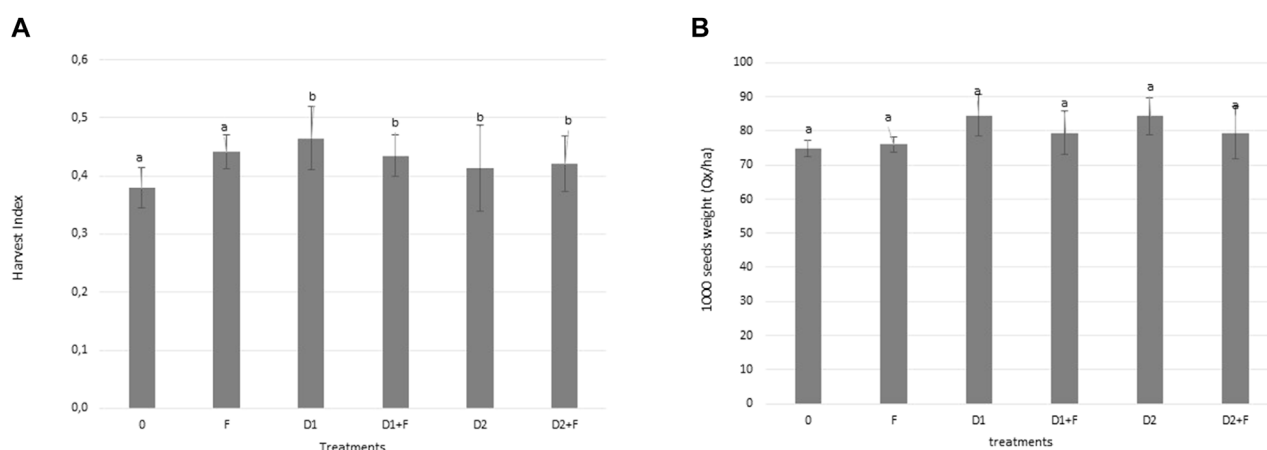 A
0,6
0,5
0,4
0,3
0,2
0,1
0,0
Harvest Index
a
a
b
b
b
b
0
F
D1
D1+F
D2
D2+F
Treatments
B
100
90
80
70
60
50
40
30
20
10
0
1000 seeds weight (Qx/ha)
a
a
a
a
a
a
0
F
D1
D1+F
D2
D2+F
treatments